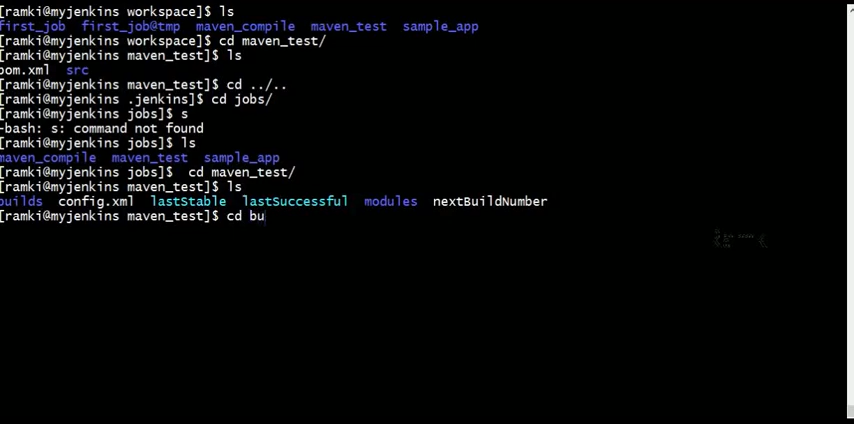 [ramki@myjenkins workspace]$ ls
first_job first_job@tmp maven_compile maven_test sample_app
[ramki@myjenkins workspace]$ cd maven_test/
[ramki@myjenkins maven_test]$ ls
pom.xml src
[ramki@myjenkins maven_test]$ cd ../..
[ramki@myjenkins .jenkins]$ cd jobs/
[ramki@myjenkins jobs]$ s
-bash: s: command not found
[ramki@myjenkins jobs]$ ls
maven_compile maven_test sample_app
[ramki@myjenkins jobs]$ cd maven_test/
[ramki@myjenkins maven_test]$ ls
builds config.xml lastStable lastSuccessful modules nextBuildNumber
[ramki@myjenkins maven_test]$ cd bu